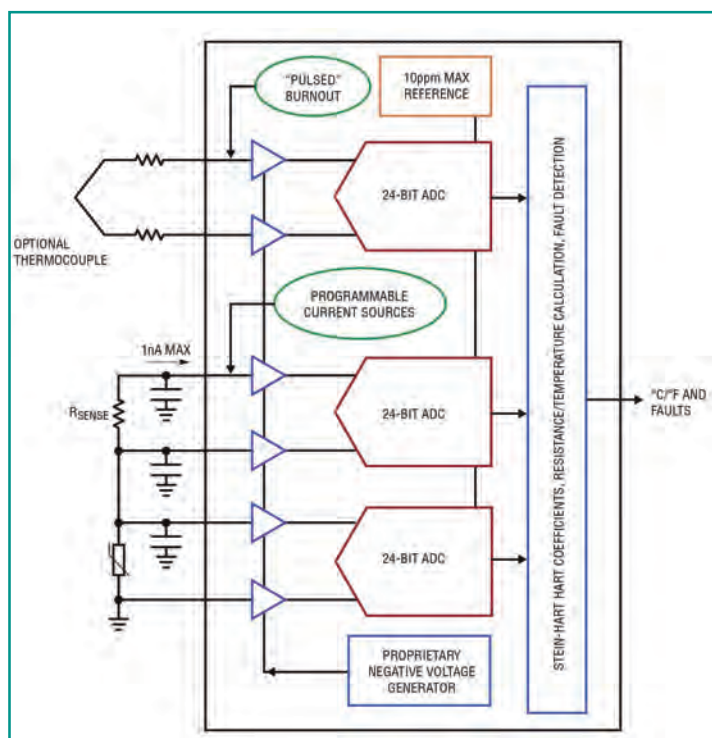 "PULSED"
BURNOUT
10ppm MAX
REFERENCE
24-BIT ADC
OPTIONAL
THERMOCOUPLE
PROGRAMMABLE
CURRENT SOURCES
1nA MAX
RSENSE
24-BIT ADC
24-BIT ADC
PROPRIETARY
NEGATIVE VOLTAGE
GENERATOR
STEIN-HART HART COEFFICIENTS, RESISTANCE/TEMPERATURE CALCULATION, FAULT DETECTION
°C/°F AND
FAULTS